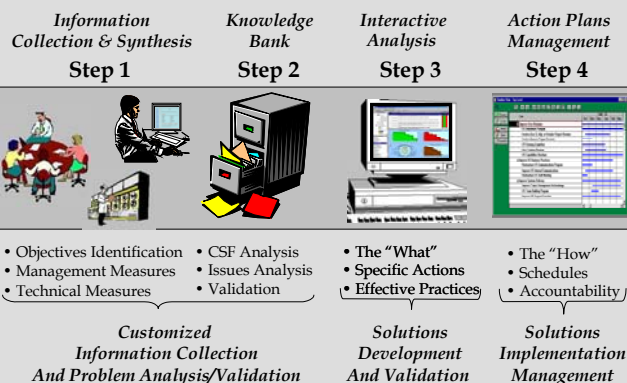 Information
Collection & Synthesis
Step 1
Knowledge
Bank
Step 2
Interactive
Analysis
Step 3
Action Plans
Management
Step 4
• Objectives Identification
• Management Measures
• Technical Measures
• CSF Analysis
• Issues Analysis
• Validation
• The “What”
• Specific Actions
• Effective Practices
• The “How”
• Schedules
• Accountability
Customized
Information Collection
And Problem Analysis/Validation
Solutions
Development
And Validation
Solutions
Implementation
Management